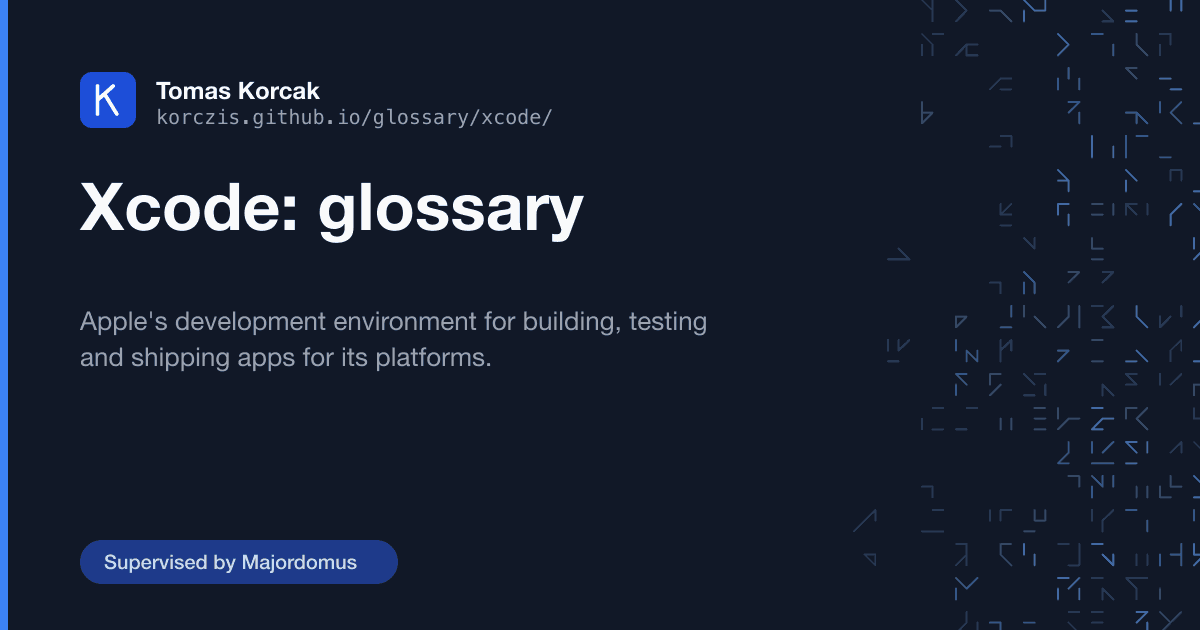 K
Tomas Korcak
korczis.github.io/glossary/xcode/
Xcode: glossary
Apple's development environment for building, testing
and shipping apps for its platforms.
Supervised by Majordomus